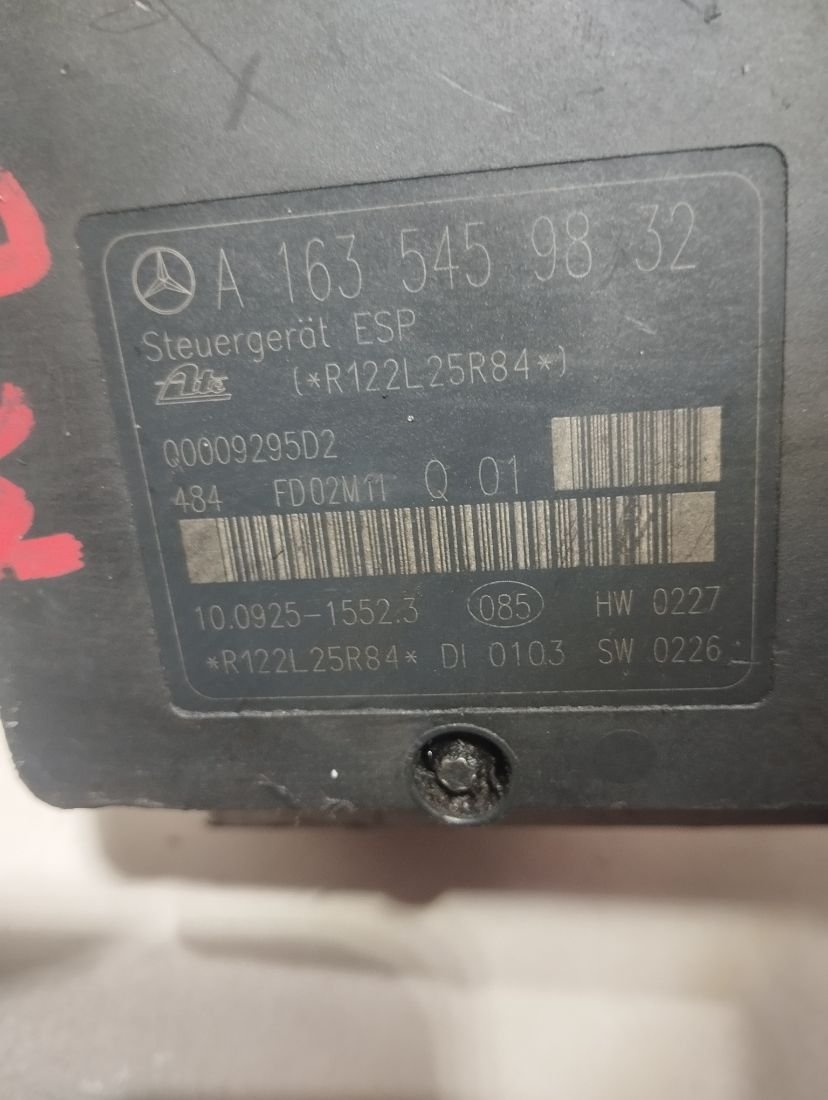 A 163 545 98 32
Steuergerät ESP
Ate (*R122L25R84*)
Q0009295D2
484 FD02M11 Q 01
10.0925-1552.3 085 HW 0227
*R122L25R84* DI 0103 SW 0226